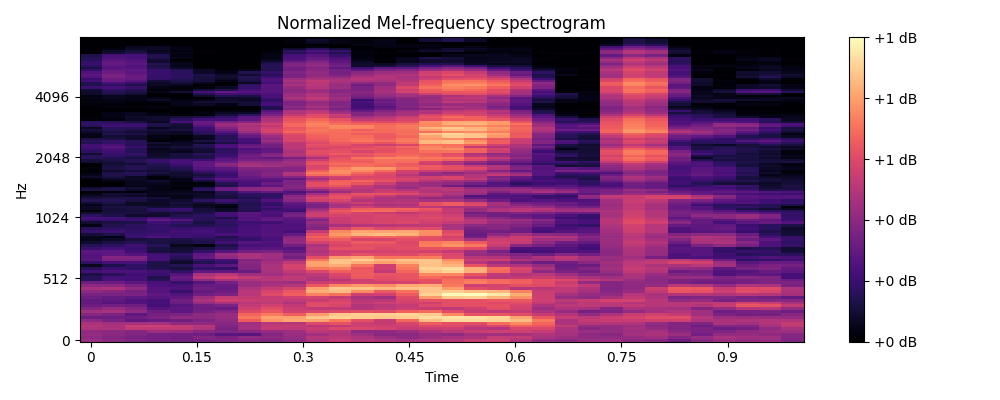 Normalized Mel-frequency spectrogram
+1 dB
4096
+1 dB
2048
+1 dB
Hz
1024
+0 dB
512
+0 dB
0
+0 dB
0 0.15 0.3 0.45 0.6 0.75 0.9
Time